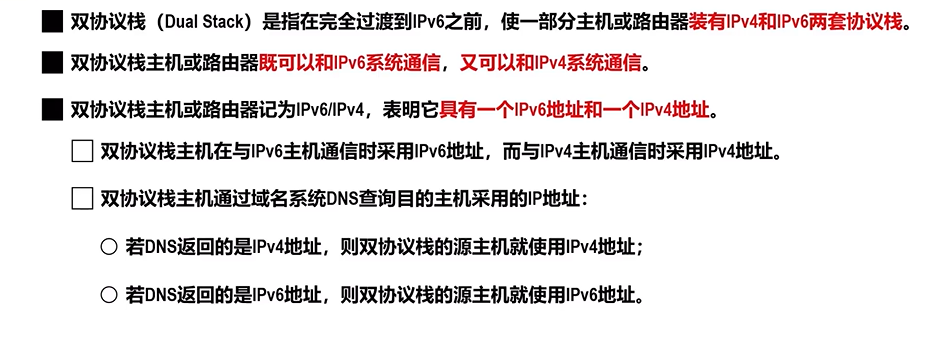 双协议栈（Dual Stack）是指在完全过渡到IPv6之前，使一部分主机或路由器装有IPv4和IPv6两套协议栈。
双协议栈主机或路由器既可以和IPv6系统通信，又可以和IPv4系统通信。
双协议栈主机或路由器记为IPv6/IPv4，表明它具有一个IPv6地址和一个IPv4地址。
双协议栈主机在与IPv6主机通信时采用IPv6地址，而与IPv4主机通信时采用IPv4地址。
双协议栈主机通过域名系统DNS查询目的主机采用的IP地址：
若DNS返回的是IPv4地址，则双协议栈的源主机就使用IPv4地址；
若DNS返回的是IPv6地址，则双协议栈的源主机就使用IPv6地址。